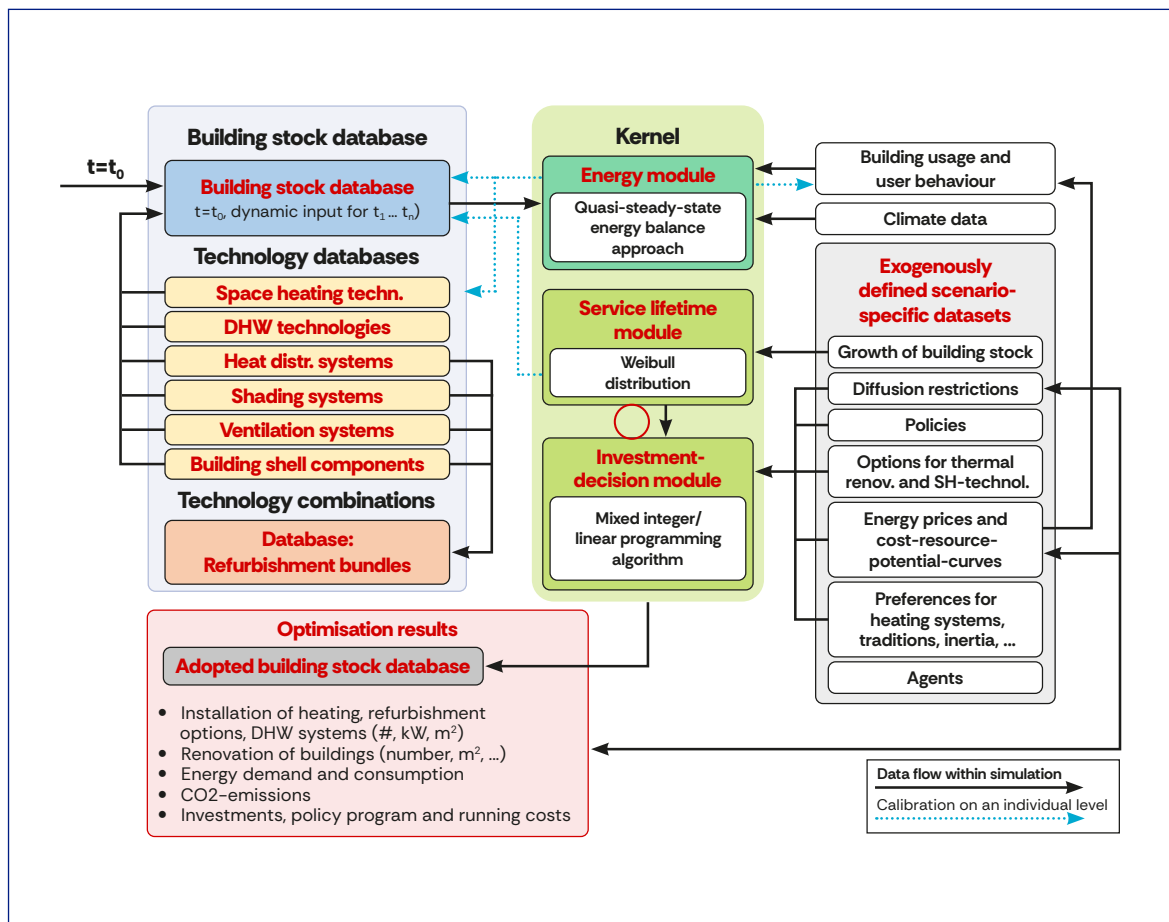 t=t₀
Building stock database
Building stock database
t=t₀, dynamic input for t₁ ... tₙ)
Technology databases
Space heating techn.
DHW technologies
Heat distr. systems
Shading systems
Ventilation systems
Building shell components
Technology combinations
Database:
Refurbishment bundles
Kernel
Energy module
Quasi-steady-state
energy balance
approach
Service lifetime
module
Weibull
distribution
Investment-
decision module
Mixed integer/
linear programming
algorithm
Building usage and
user behaviour
Climate data
Exogenously
defined scenario-
specific datasets
Growth of building stock
Diffusion restrictions
Policies
Options for thermal
renov. and SH-technol.
Energy prices and
cost-resource-
potential-curves
Preferences for
heating systems,
traditions, inertia, ...
Agents
Optimisation results
Adopted building stock database
• Installation of heating, refurbishment
options, DHW systems (#, kW, m²)
• Renovation of buildings (number, m², ...)
• Energy demand and consumption
• CO2-emissions
• Investments, policy program and running costs
Data flow within simulation
Calibration on an individual level